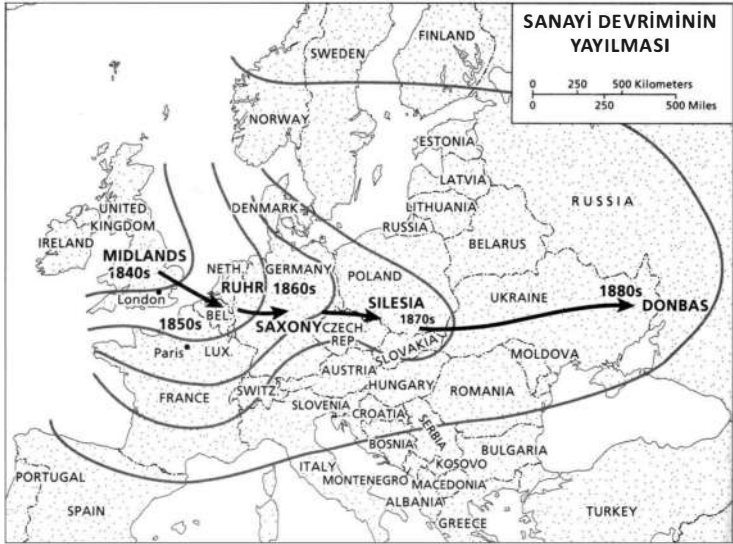 SANAYİ DEVRİMİNİN
YAYILMASI
0 250 500 Kilometers
0 250 500 Miles
SWEDEN
FINLAND
NORWAY
ESTONIA
LATVIA
LITHUANIA
RUSSIA
RUSSIA
DENMARK
UNITED
KINGDOM
IRELAND
MIDLANDS
1840s
London
NETH.
RUHR
GERMANY
1860s
POLAND
BELARUS
BEL.
SAXONY
SILESIA
1870s
UKRAINE
1880s
DONBAS
1850s
Paris
LUX.
CZECH.
REP.
SLOVAKIA
MOLDOVA
AUSTRIA
HUNGARY
ROMANIA
FRANCE
SWITZ.
SLOVENIA
CROATIA
BOSNIA
SERBIA
KOSOVO
BULGARIA
PORTUGAL
SPAIN
ITALY
MONTENEGRO
MACEDONIA
ALBANIA
GREECE
TURKEY